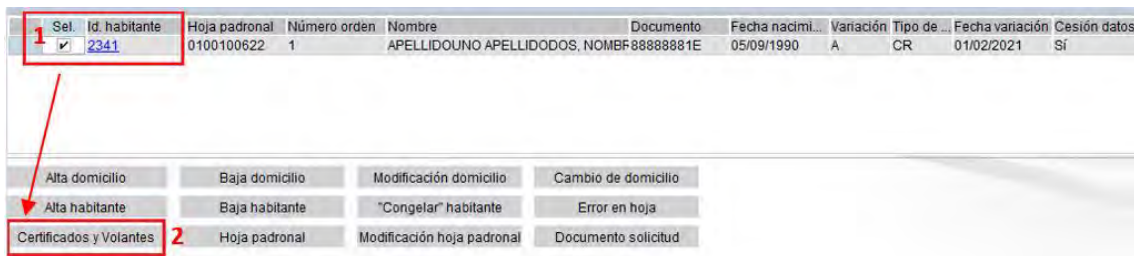 Sel. Id. habitante Hoja padronal Número orden Nombre Documento Fecha nacimi... Variación Tipo de ... Fecha variación Cesión datos
1 2341 0100100622 1 APELLIDOUNO APELLIDODOS, NOMBR 88888881E 05/09/1990 A CR 01/02/2021 Sí
Alta domicilio Baja domicilio Modificación domicilio Cambio de domicilio
Alta habitante Baja habitante "Congelar" habitante Error en hoja
Certificados y Volantes 2 Hoja padronal Modificación hoja padronal Documento solicitud